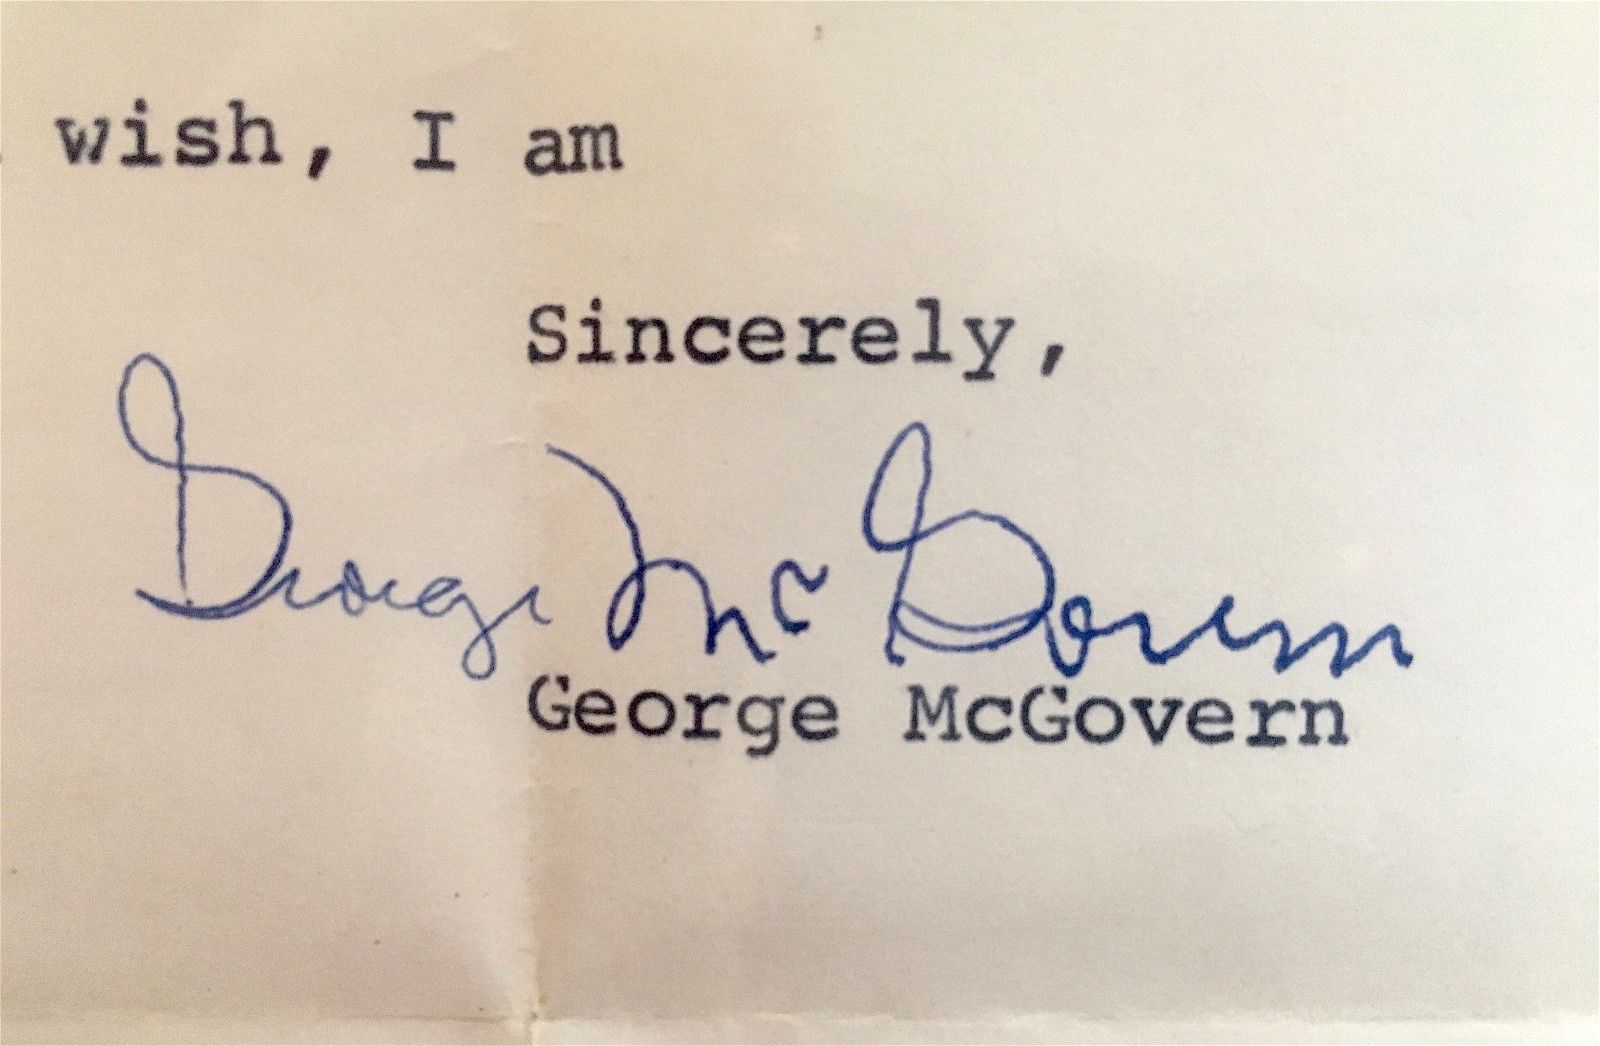 wish, I am
Sincerely,
George McGovern
George McGovern